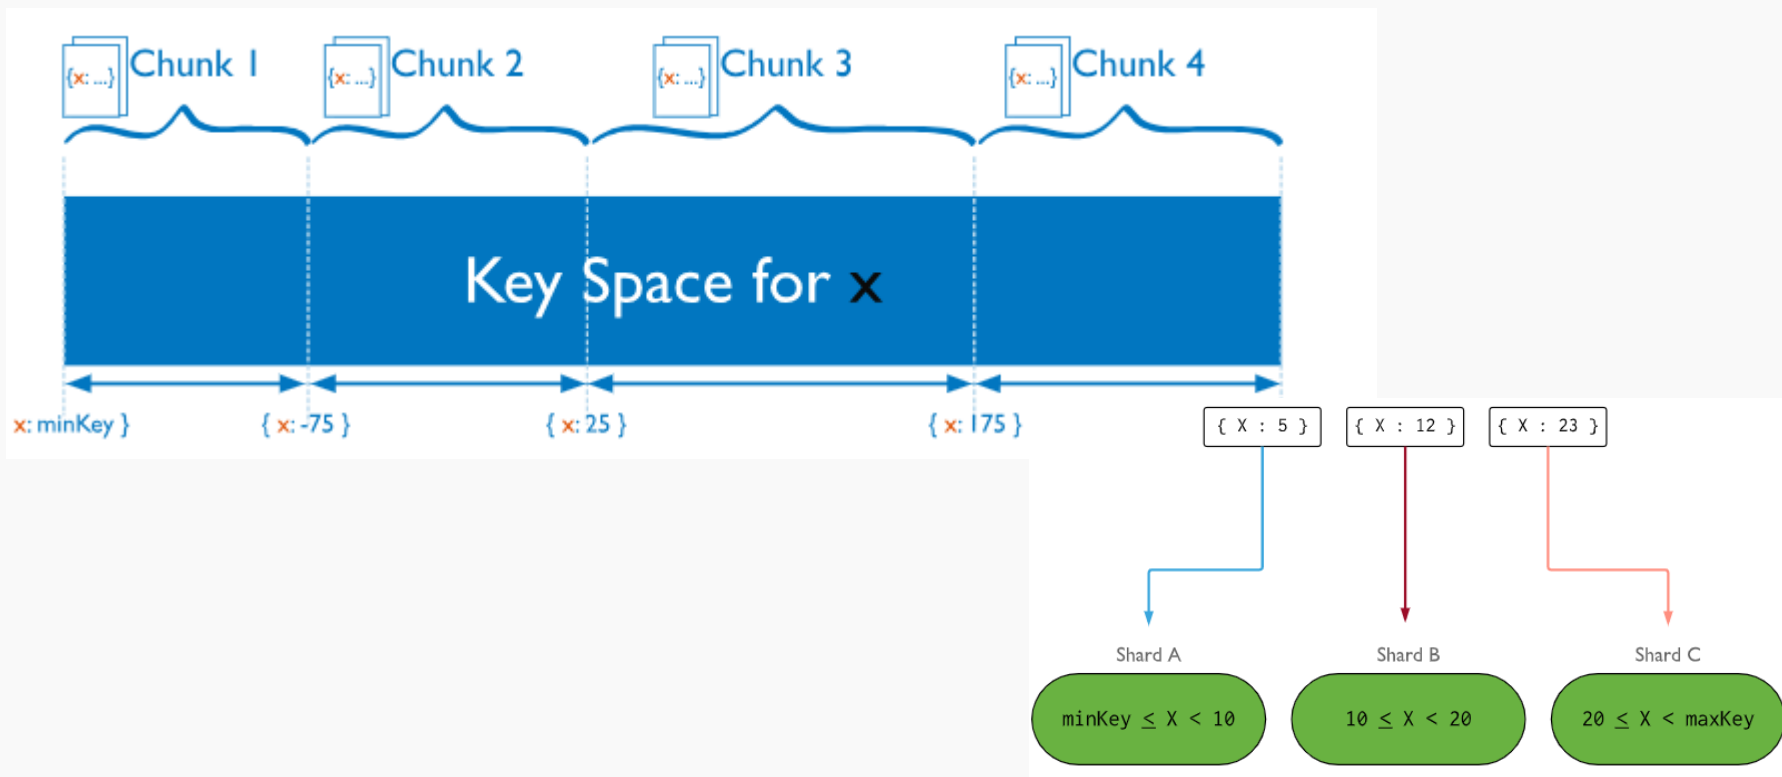 Chunk 1
Chunk 2
Chunk 3
Chunk 4
{x: ...}
{x: ...}
{x: ...}
{x: ...}
Key Space for x
x: minKey }
{ x: -75 }
{ x: 25 }
{ x: 175 }
{ X : 5 }
{ X : 12 }
{ X : 23 }
Shard A
Shard B
Shard C
minKey ≤ X < 10
10 ≤ X < 20
20 ≤ X < maxKey